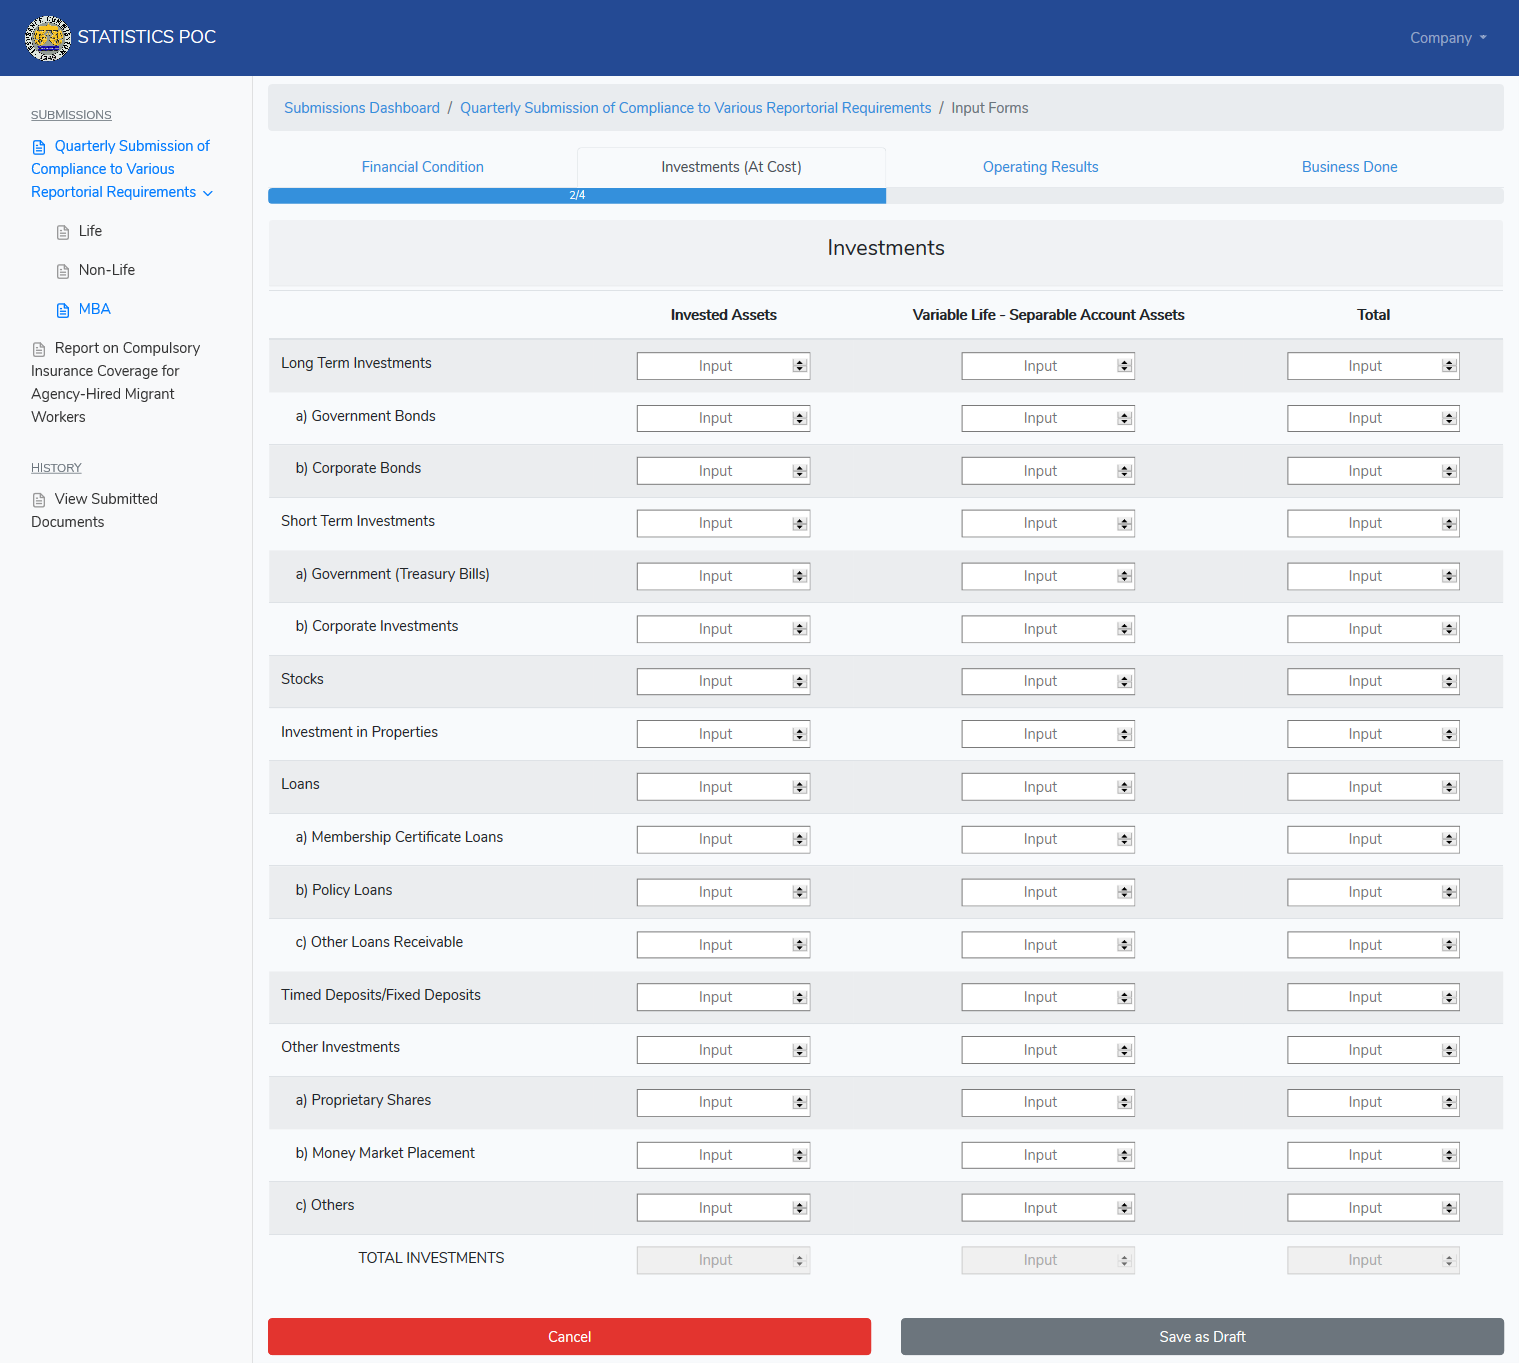 STATISTICS POC
Company
SUBMISSIONS
Quarterly Submission of
Compliance to Various
Reportorial Requirements
Life
Non-Life
MBA
Report on Compulsory
Insurance Coverage for
Agency-Hired Migrant
Workers
HISTORY
View Submitted
Documents
Submissions Dashboard / Quarterly Submission of Compliance to Various Reportorial Requirements / Input Forms
Financial Condition Investments (At Cost) Operating Results Business Done
2/4
Investments
Invested Assets Variable Life - Separable Account Assets Total
Long Term Investments Input Input Input
a) Government Bonds Input Input Input
b) Corporate Bonds Input Input Input
Short Term Investments Input Input Input
a) Government (Treasury Bills) Input Input Input
b) Corporate Investments Input Input Input
Stocks Input Input Input
Investment in Properties Input Input Input
Loans Input Input Input
a) Membership Certificate Loans Input Input Input
b) Policy Loans Input Input Input
c) Other Loans Receivable Input Input Input
Timed Deposits/Fixed Deposits Input Input Input
Other Investments Input Input Input
a) Proprietary Shares Input Input Input
b) Money Market Placement Input Input Input
c) Others Input Input Input
TOTAL INVESTMENTS Input Input Input
Cancel Save as Draft